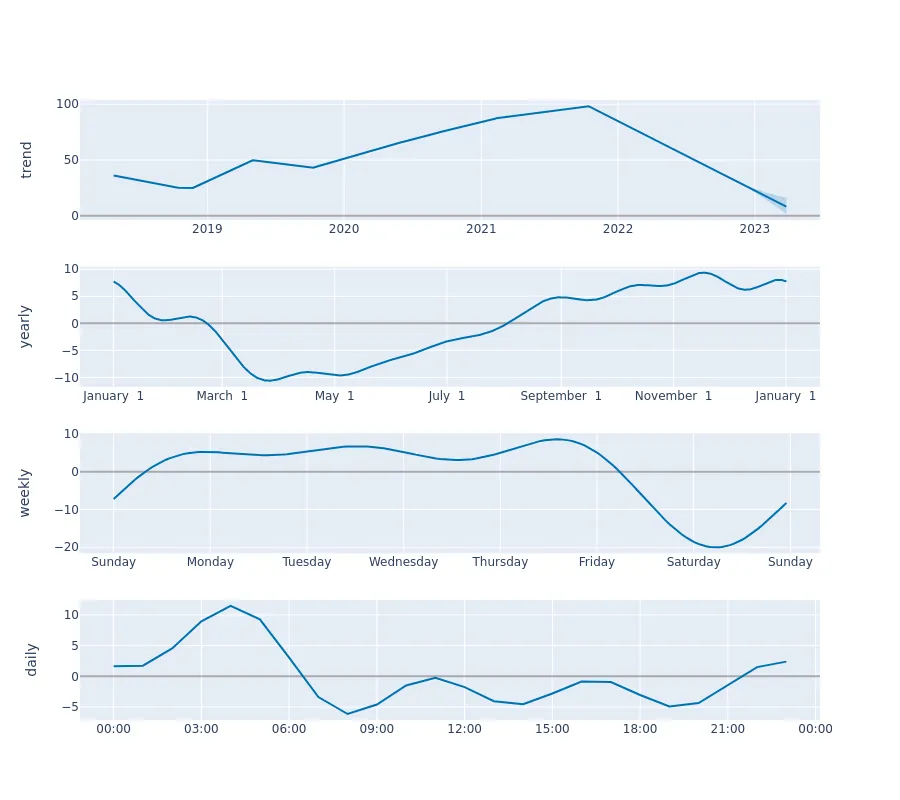 100
50
0
trend
2019 2020 2021 2022 2023
10
5
0
−5
−10
yearly
January 1 March 1 May 1 July 1 September 1 November 1 January 1
10
0
−10
−20
weekly
Sunday Monday Tuesday Wednesday Thursday Friday Saturday Sunday
10
5
0
−5
daily
00:00 03:00 06:00 09:00 12:00 15:00 18:00 21:00 00:00